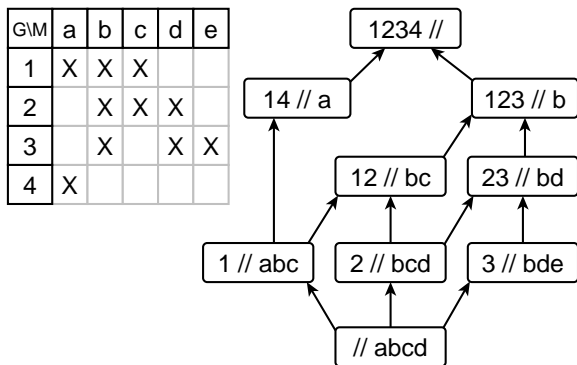 G\M a b c d e
1 X X X
2 X X X
3 X X X
4 X
1234 //
14 // a
123 // b
12 // bc
23 // bd
1 // abc
2 // bcd
3 // bde
// abcd